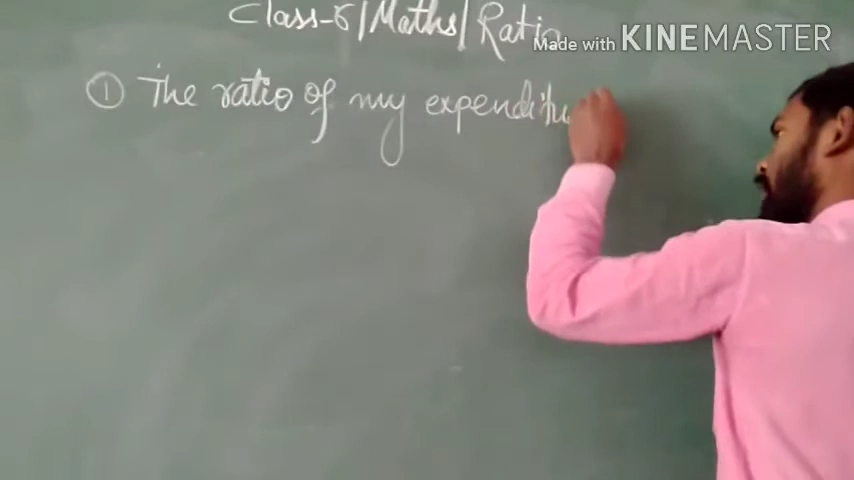 Class-6/Maths/Ratio
Made with KINEMASTER
① The ratio of my expenditu